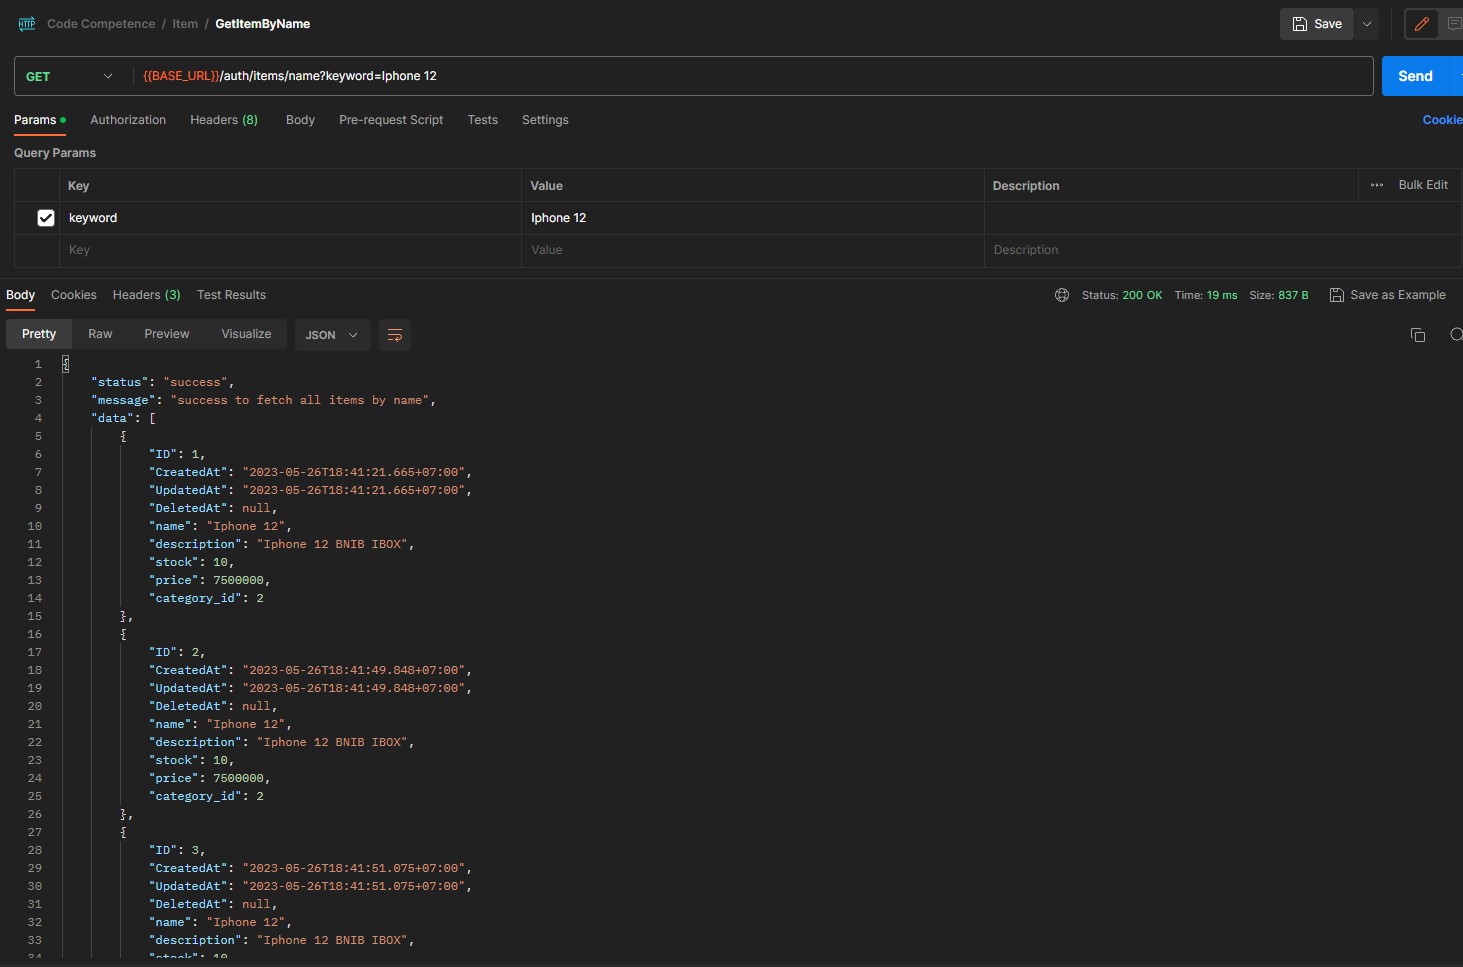 HTTP Code Competence / Item / GetItemByName Save
GET {{BASE_URL}}/auth/items/name?keyword=Iphone 12 Send
Params Authorization Headers (8) Body Pre-request Script Tests Settings Cookie
Query Params
Key Value Description Bulk Edit
keyword Iphone 12
Key Value Description
Body Cookies Headers (3) Test Results Status: 200 OK Time: 19 ms Size: 837 B Save as Example
Pretty Raw Preview Visualize JSON
1 {
2 "status": "success",
3 "message": "success to fetch all items by name",
4 "data": [
5 {
6 "ID": 1,
7 "CreatedAt": "2023-05-26T18:41:21.665+07:00",
8 "UpdatedAt": "2023-05-26T18:41:21.665+07:00",
9 "DeletedAt": null,
10 "name": "Iphone 12",
11 "description": "Iphone 12 BNIB IBOX",
12 "stock": 10,
13 "price": 7500000,
14 "category_id": 2
15 },
16 {
17 "ID": 2,
18 "CreatedAt": "2023-05-26T18:41:49.848+07:00",
19 "UpdatedAt": "2023-05-26T18:41:49.848+07:00",
20 "DeletedAt": null,
21 "name": "Iphone 12",
22 "description": "Iphone 12 BNIB IBOX",
23 "stock": 10,
24 "price": 7500000,
25 "category_id": 2
26 },
27 {
28 "ID": 3,
29 "CreatedAt": "2023-05-26T18:41:51.075+07:00",
30 "UpdatedAt": "2023-05-26T18:41:51.075+07:00",
31 "DeletedAt": null,
32 "name": "Iphone 12",
33 "description": "Iphone 12 BNIB IBOX",
34 "stock": 10